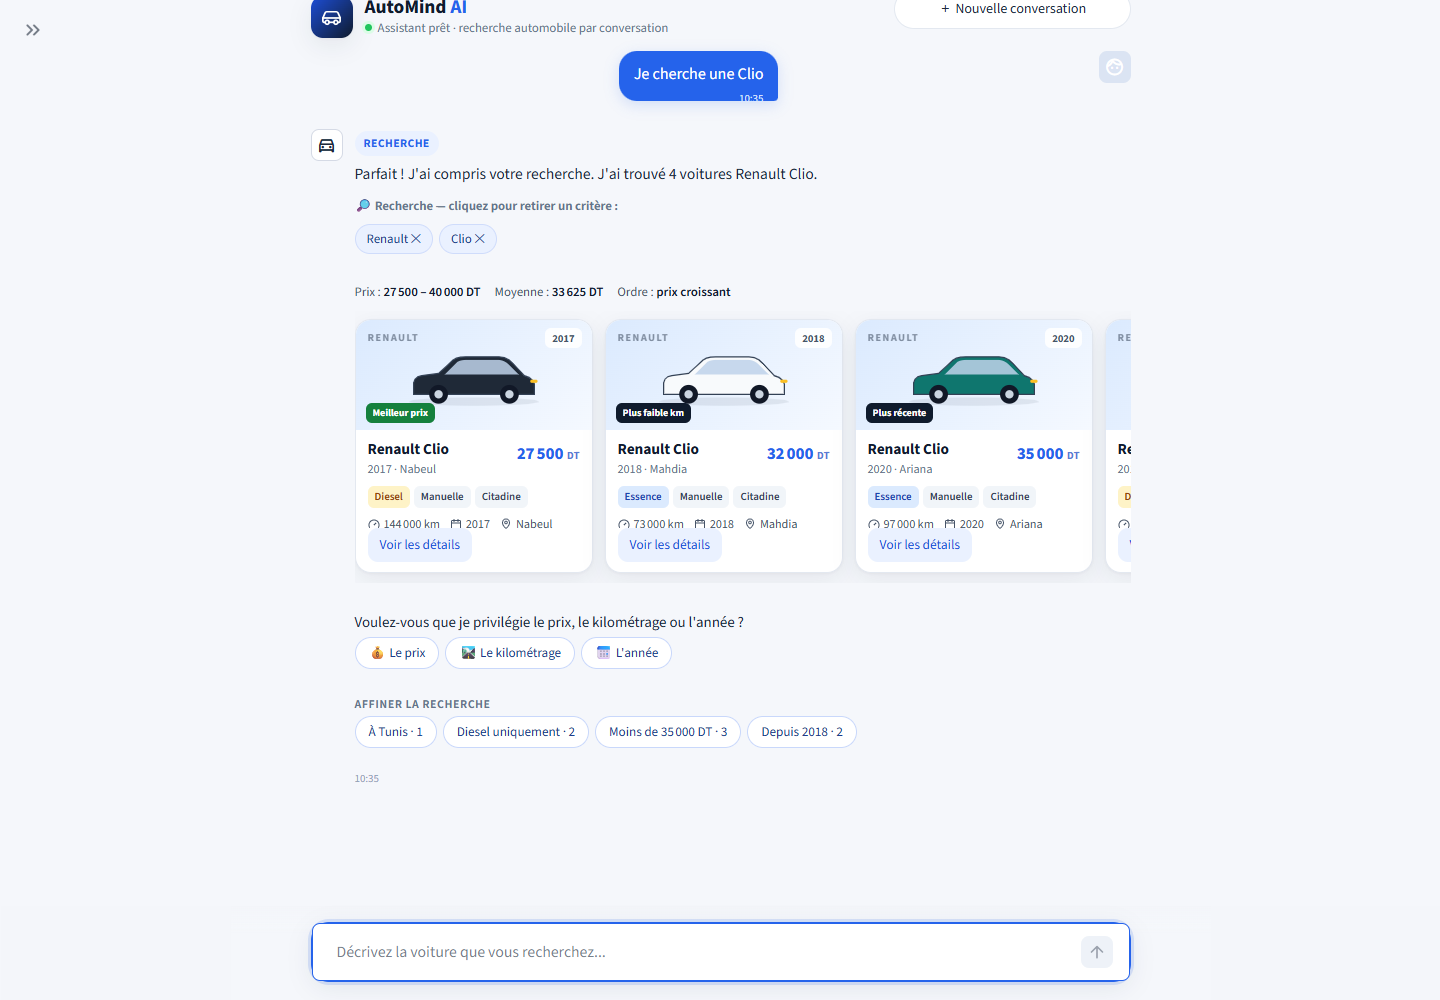 AutoMind AI
Assistant prêt · recherche automobile par conversation
+ Nouvelle conversation
Je cherche une Clio
10:35
RECHERCHE
Parfait ! J'ai compris votre recherche. J'ai trouvé 4 voitures Renault Clio.
Recherche — cliquez pour retirer un critère :
Renault
Clio
Prix : 27 500 – 40 000 DT Moyenne : 33 625 DT Ordre : prix croissant
RENAULT
2017
Meilleur prix
Renault Clio
27 500 DT
2017 · Nabeul
Diesel
Manuelle
Citadine
144 000 km 2017 Nabeul
Voir les détails
RENAULT
2018
Plus faible km
Renault Clio
32 000 DT
2018 · Mahdia
Essence
Manuelle
Citadine
73 000 km 2018 Mahdia
Voir les détails
RENAULT
2020
Plus récente
Renault Clio
35 000 DT
2020 · Ariana
Essence
Manuelle
Citadine
97 000 km 2020 Ariana
Voir les détails
Voulez-vous que je privilégie le prix, le kilométrage ou l'année ?
Le prix
Le kilométrage
L'année
AFFINER LA RECHERCHE
À Tunis · 1
Diesel uniquement · 2
Moins de 35 000 DT · 3
Depuis 2018 · 2
10:35
Décrivez la voiture que vous recherchez...